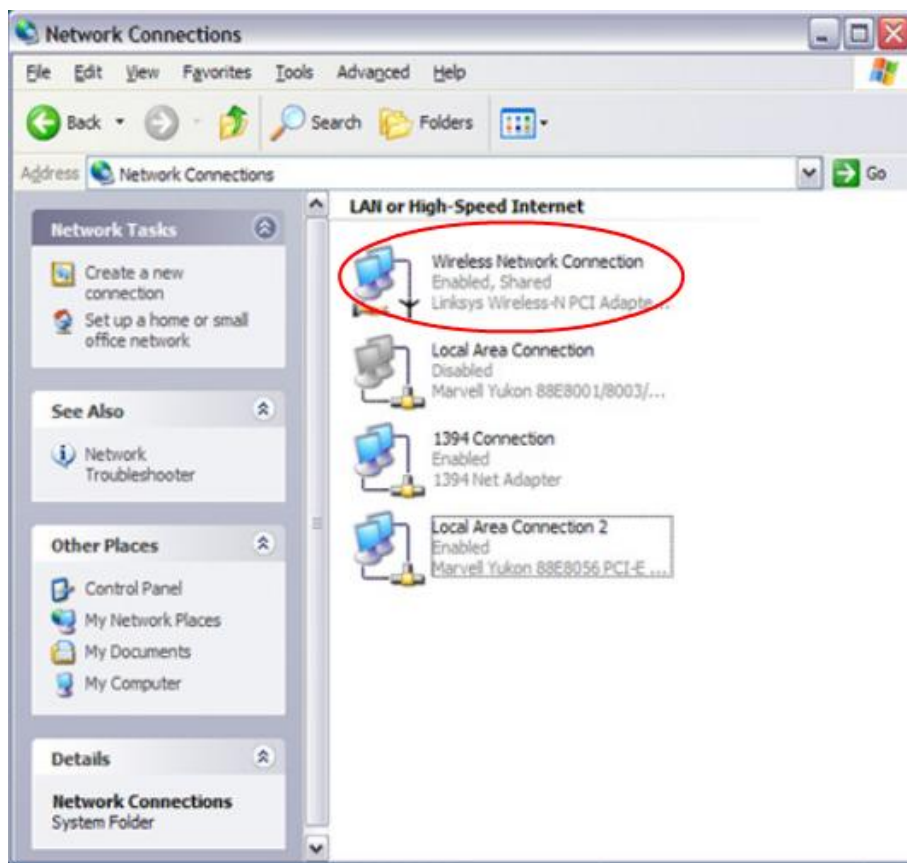 Network Connections
File Edit View Favorites Tools Advanced Help
Back Search Folders
Address Network Connections Go
Network Tasks
Create a new
connection
Set up a home or small
office network
See Also
Network
Troubleshooter
Other Places
Control Panel
My Network Places
My Documents
My Computer
Details
Network Connections
System Folder
LAN or High-Speed Internet
Wireless Network Connection
Enabled, Shared
Linksys Wireless-N PCI Adapte...
Local Area Connection
Disabled
Marvell Yukon 88E8001/8003/...
1394 Connection
Enabled
1394 Net Adapter
Local Area Connection 2
Enabled
Marvell Yukon 88E8056 PCI-E ...